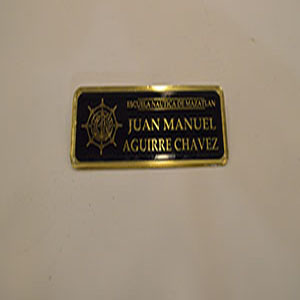 ESCUELA NAUTICA DE MAZATLAN
JUAN MANUEL
AGUIRRE CHAVEZ